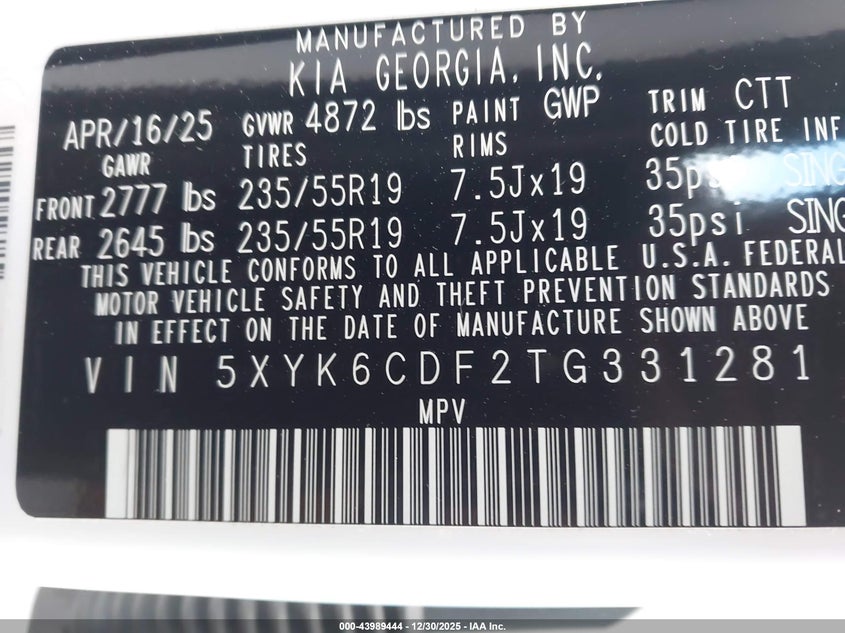 MANUFACTURED BY
KIA GEORGIA, INC.
APR/16/25 GVWR 4872 lbs PAINT GWP TRIM CTT
GAWR TIRES RIMS COLD TIRE INF
FRONT 2777 lbs 235/55R19 7.5Jx19 35psi SING
REAR 2645 lbs 235/55R19 7.5Jx19 35psi SING
THIS VEHICLE CONFORMS TO ALL APPLICABLE U.S.A. FEDERAL
MOTOR VEHICLE SAFETY AND THEFT PREVENTION STANDARDS
IN EFFECT ON THE DATE OF MANUFACTURE SHOWN ABOVE
VIN 5XYK6CDF2TG331281
MPV
000-43989444 - 12/30/2025 - IAA Inc.